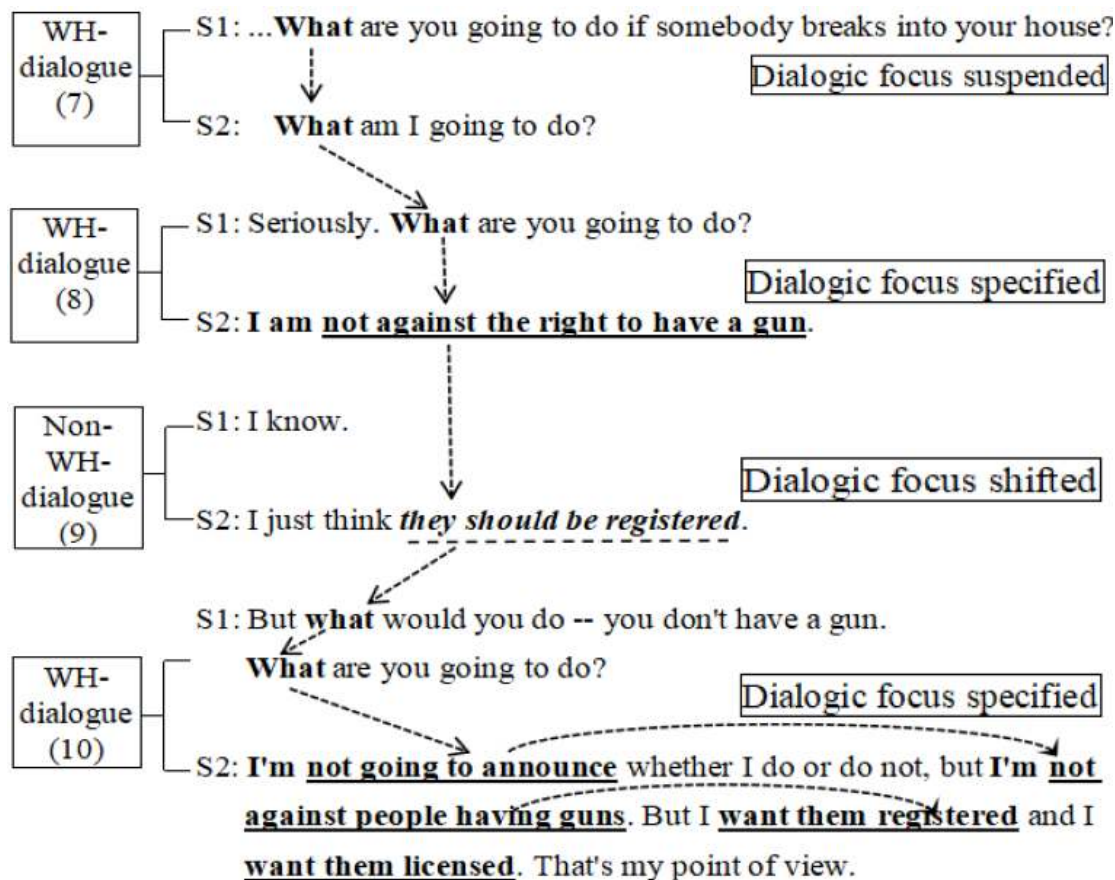 WH-
dialogue
(7)
S1: ...What are you going to do if somebody breaks into your house?
Dialogic focus suspended
S2: What am I going to do?
WH-
dialogue
(8)
S1: Seriously. What are you going to do?
Dialogic focus specified
S2: I am not against the right to have a gun.
Non-
WH-
dialogue
(9)
S1: I know.
Dialogic focus shifted
S2: I just think they should be registered.
S1: But what would you do -- you don't have a gun.
WH-
dialogue
(10)
What are you going to do?
Dialogic focus specified
S2: I'm not going to announce whether I do or do not, but I'm not
against people having guns. But I want them registered and I
want them licensed. That's my point of view.